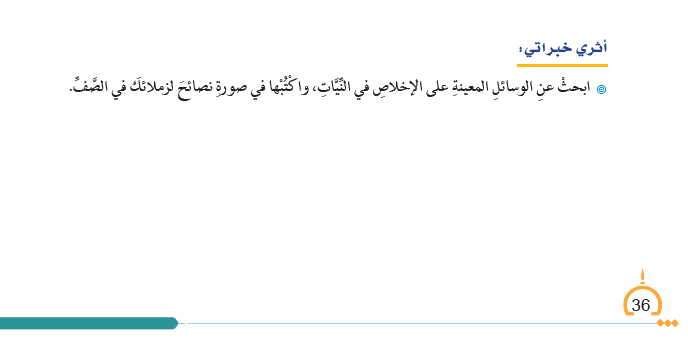 أثري خبراتي:
ابحثْ عنِ الوسائلِ المعينةِ على الإخلاصِ في النِّيَّاتِ، واكْتُبْها في صورةِ نصائحَ لزملائكَ في الصَّفِّ.
36